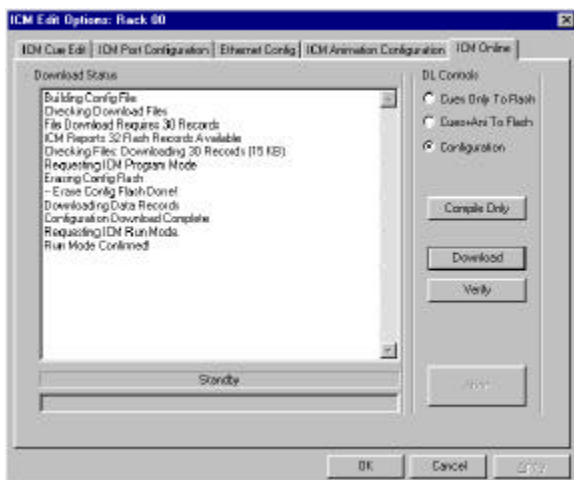 ICM Edit Options: Rack 00
ICM Cue Edit
ICM Port Configuration
Ethernet Config
ICM Animation Configuration
ICM Online
Download Status
Building Config File
Checking Download Files
File Download Requires 30 Records
ICM Reports 32 Flash Records Available
Checking Files: Downloading 30 Records (15 KB)
Requesting ICM Program Mode
Erasing Config Flash
-- Erase Config Flash Done!
Downloading Data Records
Configuration Download Complete
Requesting ICM Run Mode
Run Mode Confirmed!
Standby
DL Controls
Cues Only To Flash
Cues+Ani To Flash
Configuration
Compile Only
Download
Verify
OK
Cancel
Apply